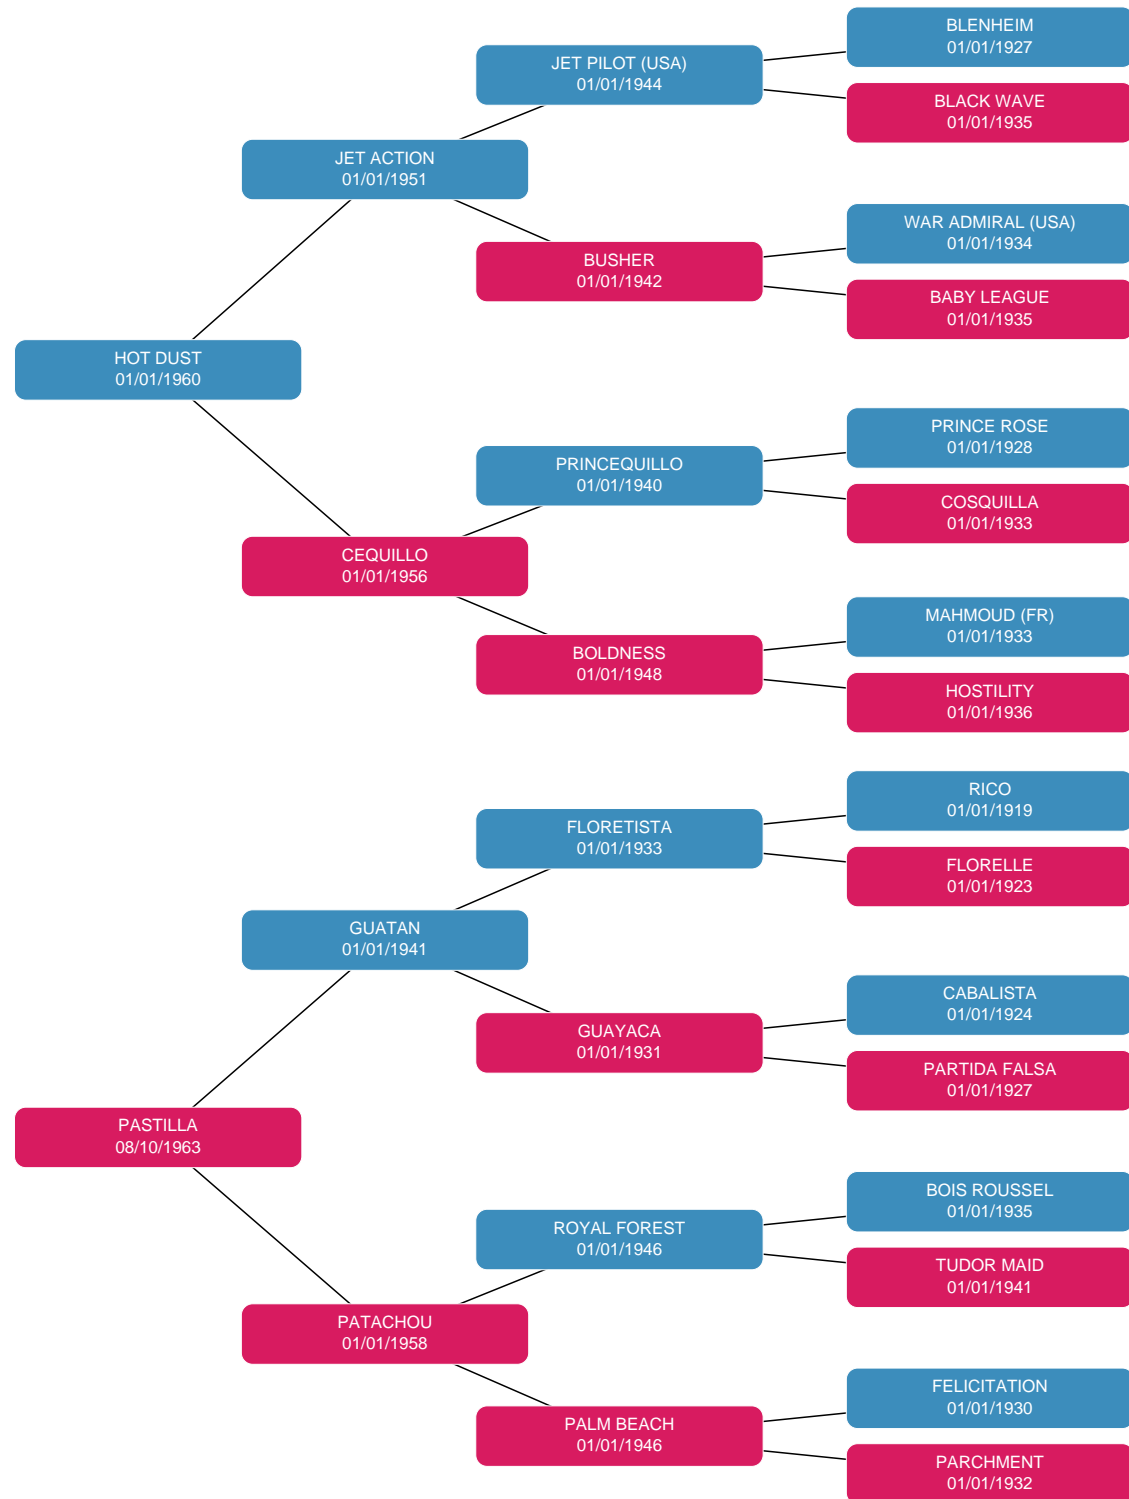 BLENHEIM
01/01/1927
JET PILOT (USA)
01/01/1944
BLACK WAVE
01/01/1935
JET ACTION
01/01/1951
WAR ADMIRAL (USA)
01/01/1934
BUSHER
01/01/1942
BABY LEAGUE
01/01/1935
HOT DUST
01/01/1960
PRINCE ROSE
01/01/1928
PRINCEQUILLO
01/01/1940
COSQUILLA
01/01/1933
CEQUILLO
01/01/1956
MAHMOUD (FR)
01/01/1933
BOLDNESS
01/01/1948
HOSTILITY
01/01/1936
RICO
01/01/1919
FLORETISTA
01/01/1933
FLORELLE
01/01/1923
GUATAN
01/01/1941
CABALISTA
01/01/1924
GUAYACA
01/01/1931
PARTIDA FALSA
01/01/1927
PASTILLA
08/10/1963
BOIS ROUSSEL
01/01/1935
ROYAL FOREST
01/01/1946
TUDOR MAID
01/01/1941
PATACHOU
01/01/1958
FELICITATION
01/01/1930
PALM BEACH
01/01/1946
PARCHMENT
01/01/1932